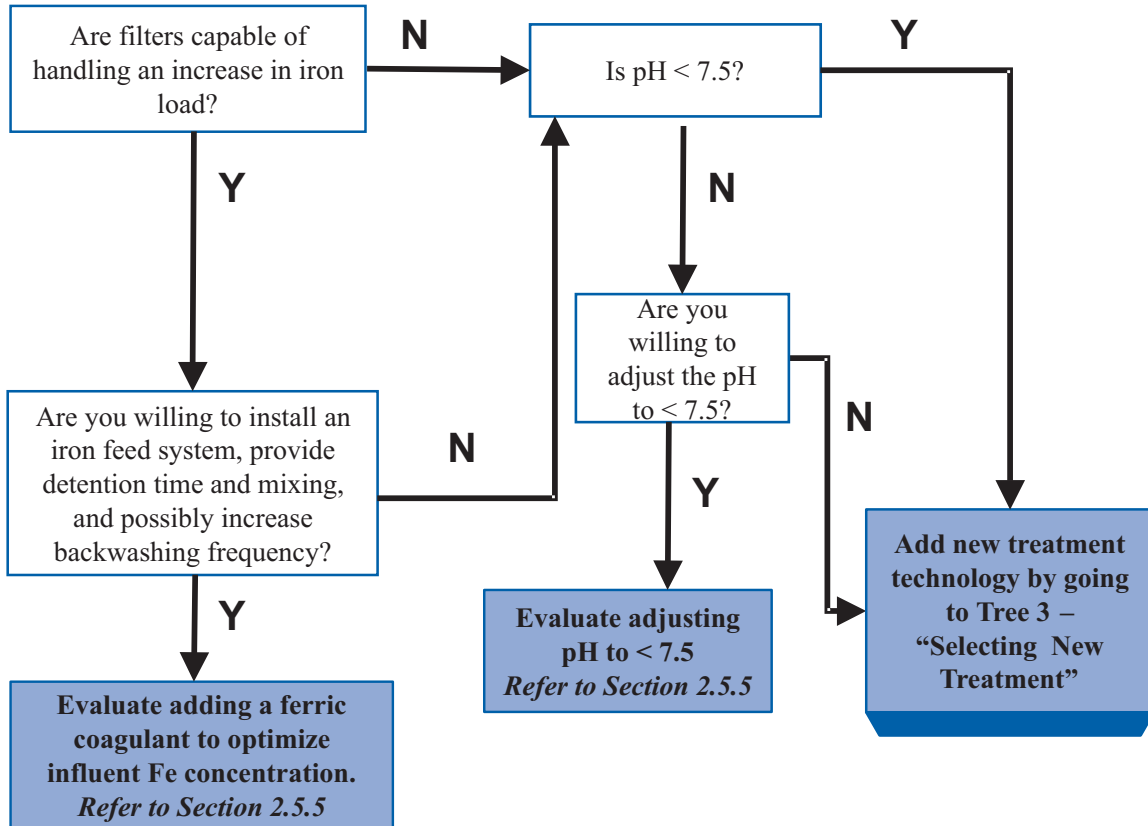 Are filters capable of
handling an increase in iron
load?
N
Is pH < 7.5?
Y
Y
N
Are you
willing to
adjust the pH
to < 7.5?
N
Y
Are you willing to install an
iron feed system, provide
detention time and mixing,
and possibly increase
backwashing frequency?
N
Y
Evaluate adjusting
pH to < 7.5
Refer to Section 2.5.5
Add new treatment
technology by going
to Tree 3 –
“Selecting New
Treatment”
Evaluate adding a ferric
coagulant to optimize
influent Fe concentration.
Refer to Section 2.5.5